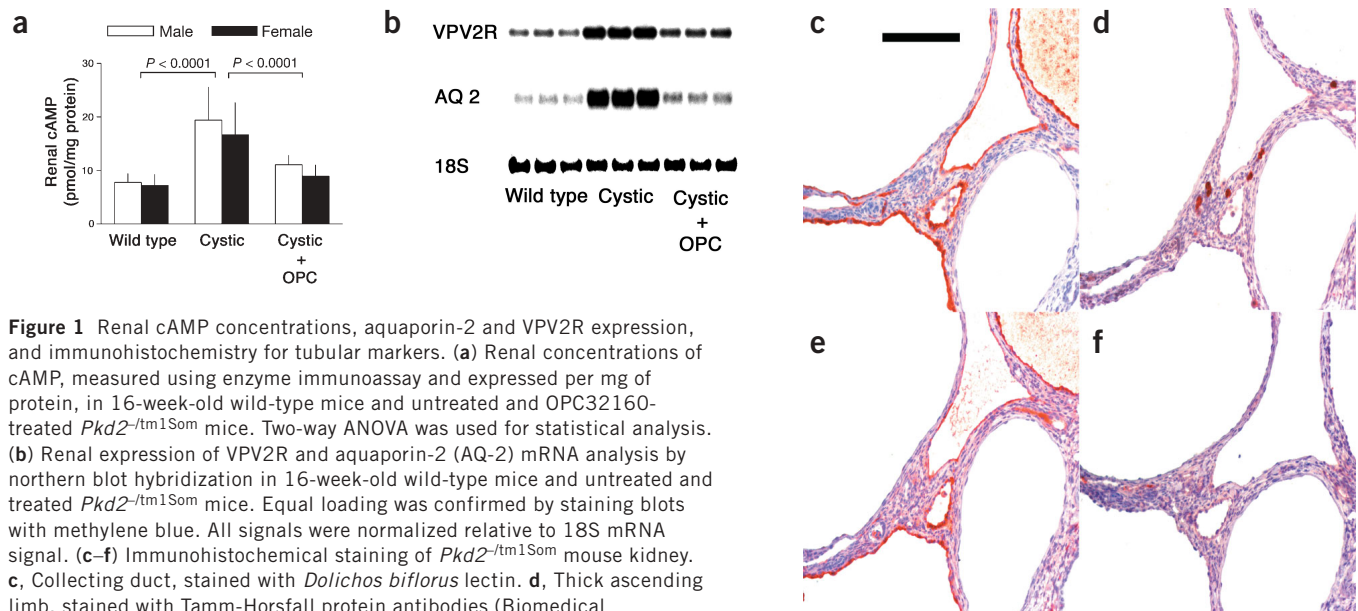 a
Male Female
P < 0.0001 P < 0.0001
Renal cAMP
(pmol/mg protein)
30
20
10
0
Wild type Cystic Cystic
+
OPC
b
VPV2R
AQ 2
18S
Wild type Cystic Cystic
+
OPC
c
d
e
f
Figure 1 Renal cAMP concentrations, aquaporin-2 and VPV2R expression,
and immunohistochemistry for tubular markers. (a) Renal concentrations of
cAMP, measured using enzyme immunoassay and expressed per mg of
protein, in 16-week-old wild-type mice and untreated and OPC32160-
treated Pkd2–/tm1Som mice. Two-way ANOVA was used for statistical analysis.
(b) Renal expression of VPV2R and aquaporin-2 (AQ-2) mRNA analysis by
northern blot hybridization in 16-week-old wild-type mice and untreated and
treated Pkd2–/tm1Som mice. Equal loading was confirmed by staining blots
with methylene blue. All signals were normalized relative to 18S mRNA
signal. (c–f) Immunohistochemical staining of Pkd2–/tm1Som mouse kidney.
c, Collecting duct, stained with Dolichos biflorus lectin. d, Thick ascending
limb, stained with Tamm-Horsfall protein antibodies (Biomedical